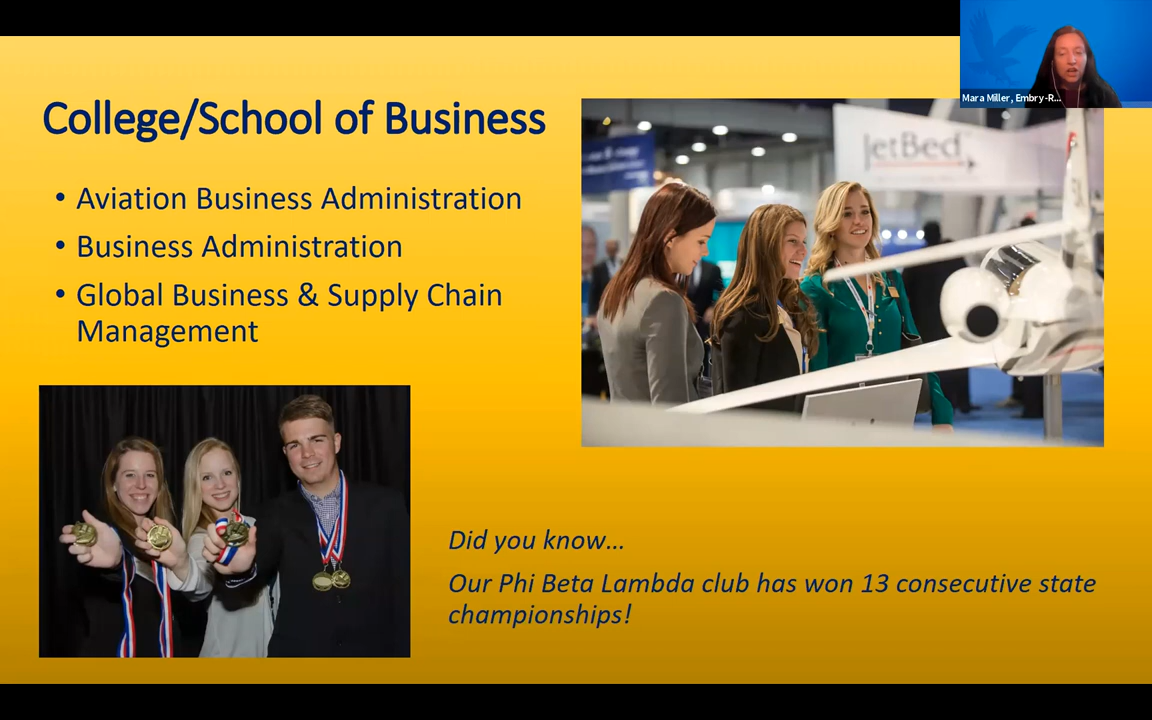 Mara Miller, Embry-R...
College/School of Business
• Aviation Business Administration
• Business Administration
• Global Business & Supply Chain
Management
JetBed
Did you know...
Our Phi Beta Lambda club has won 13 consecutive state
championships!